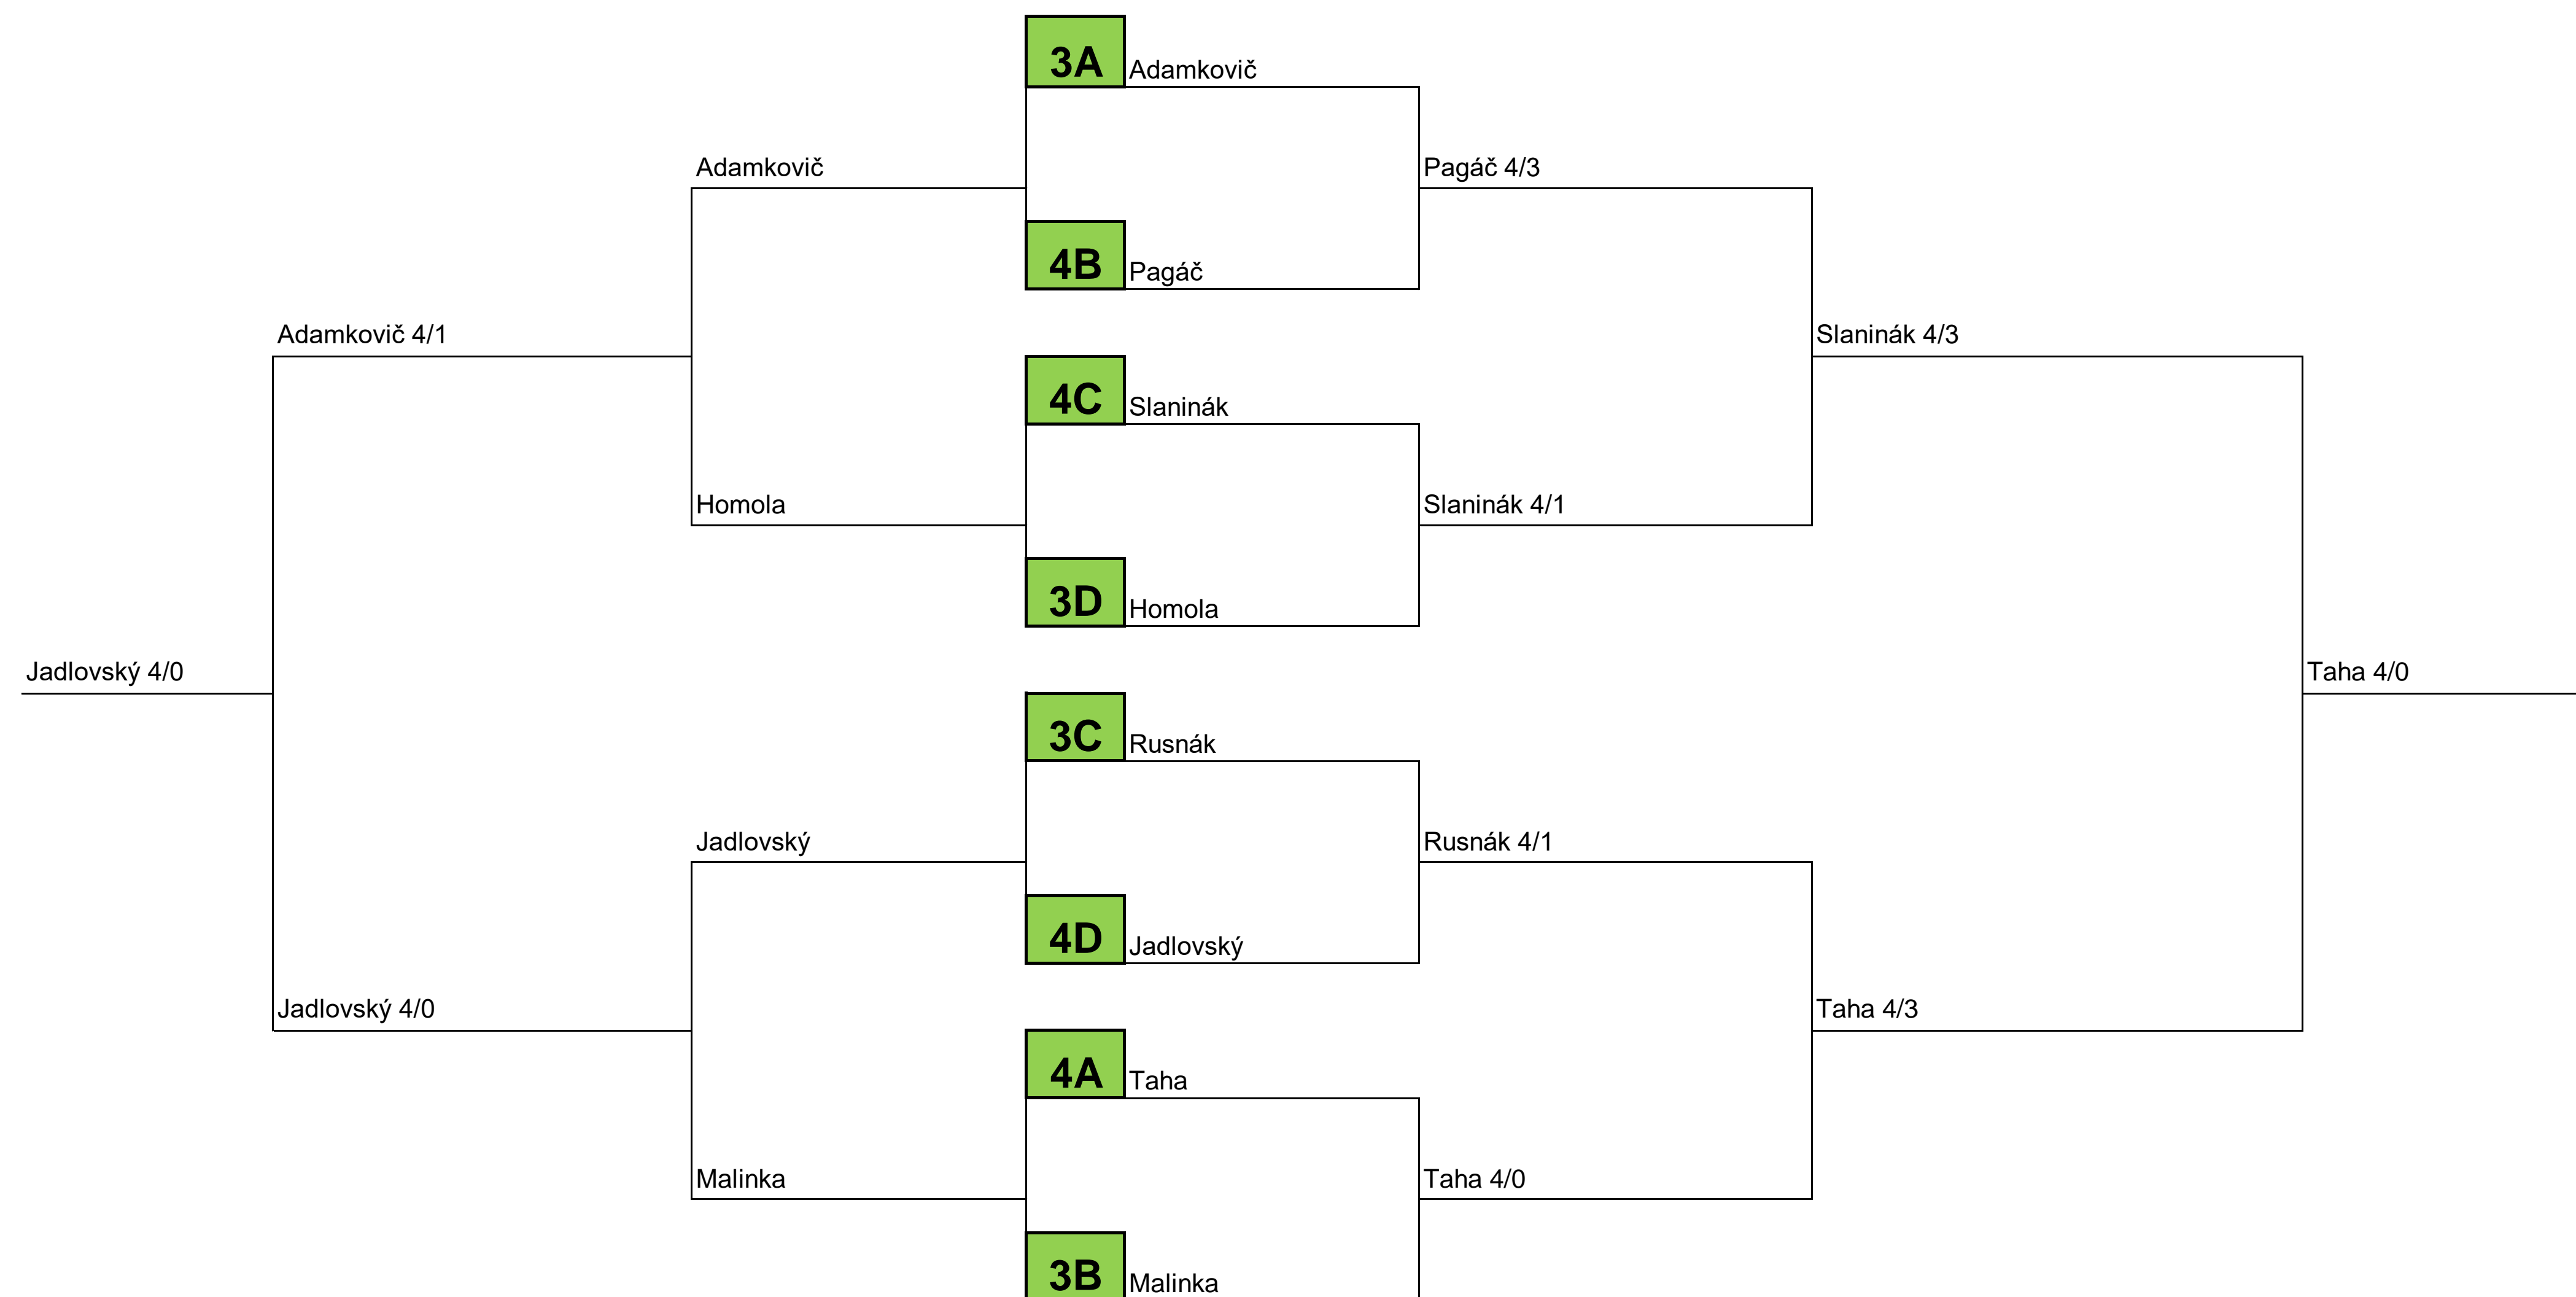 3A Adamkovič
Adamkovič
Pagáč 4/3
4B Pagáč
Adamkovič 4/1
Slaninák 4/3
4C Slaninák
Homola
Slaninák 4/1
3D Homola
Jadlovský 4/0
Taha 4/0
3C Rusnák
Jadlovský
Rusnák 4/1
4D Jadlovský
Jadlovský 4/0
Taha 4/3
4A Taha
Malinka
Taha 4/0
3B Malinka